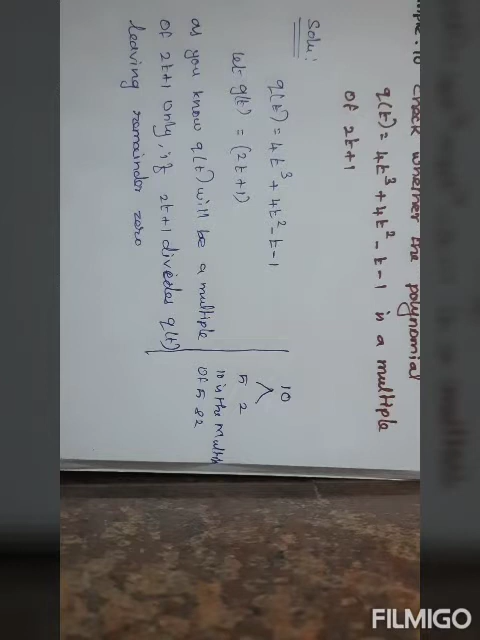 10 Check whether the polynomial
q(t) = 4t³ + 4t² - t - 1 is a multiple
of 2t+1
Solu:
q(t) = 4t³ + 4t² - t - 1
let g(t) = (2t+1)
as you know q(t) will be a multiple
of 2t+1 only, if 2t+1 divides q(t)
leaving remainder zero
10
5 2
10 is the
of 5 & 2
FILMIGO